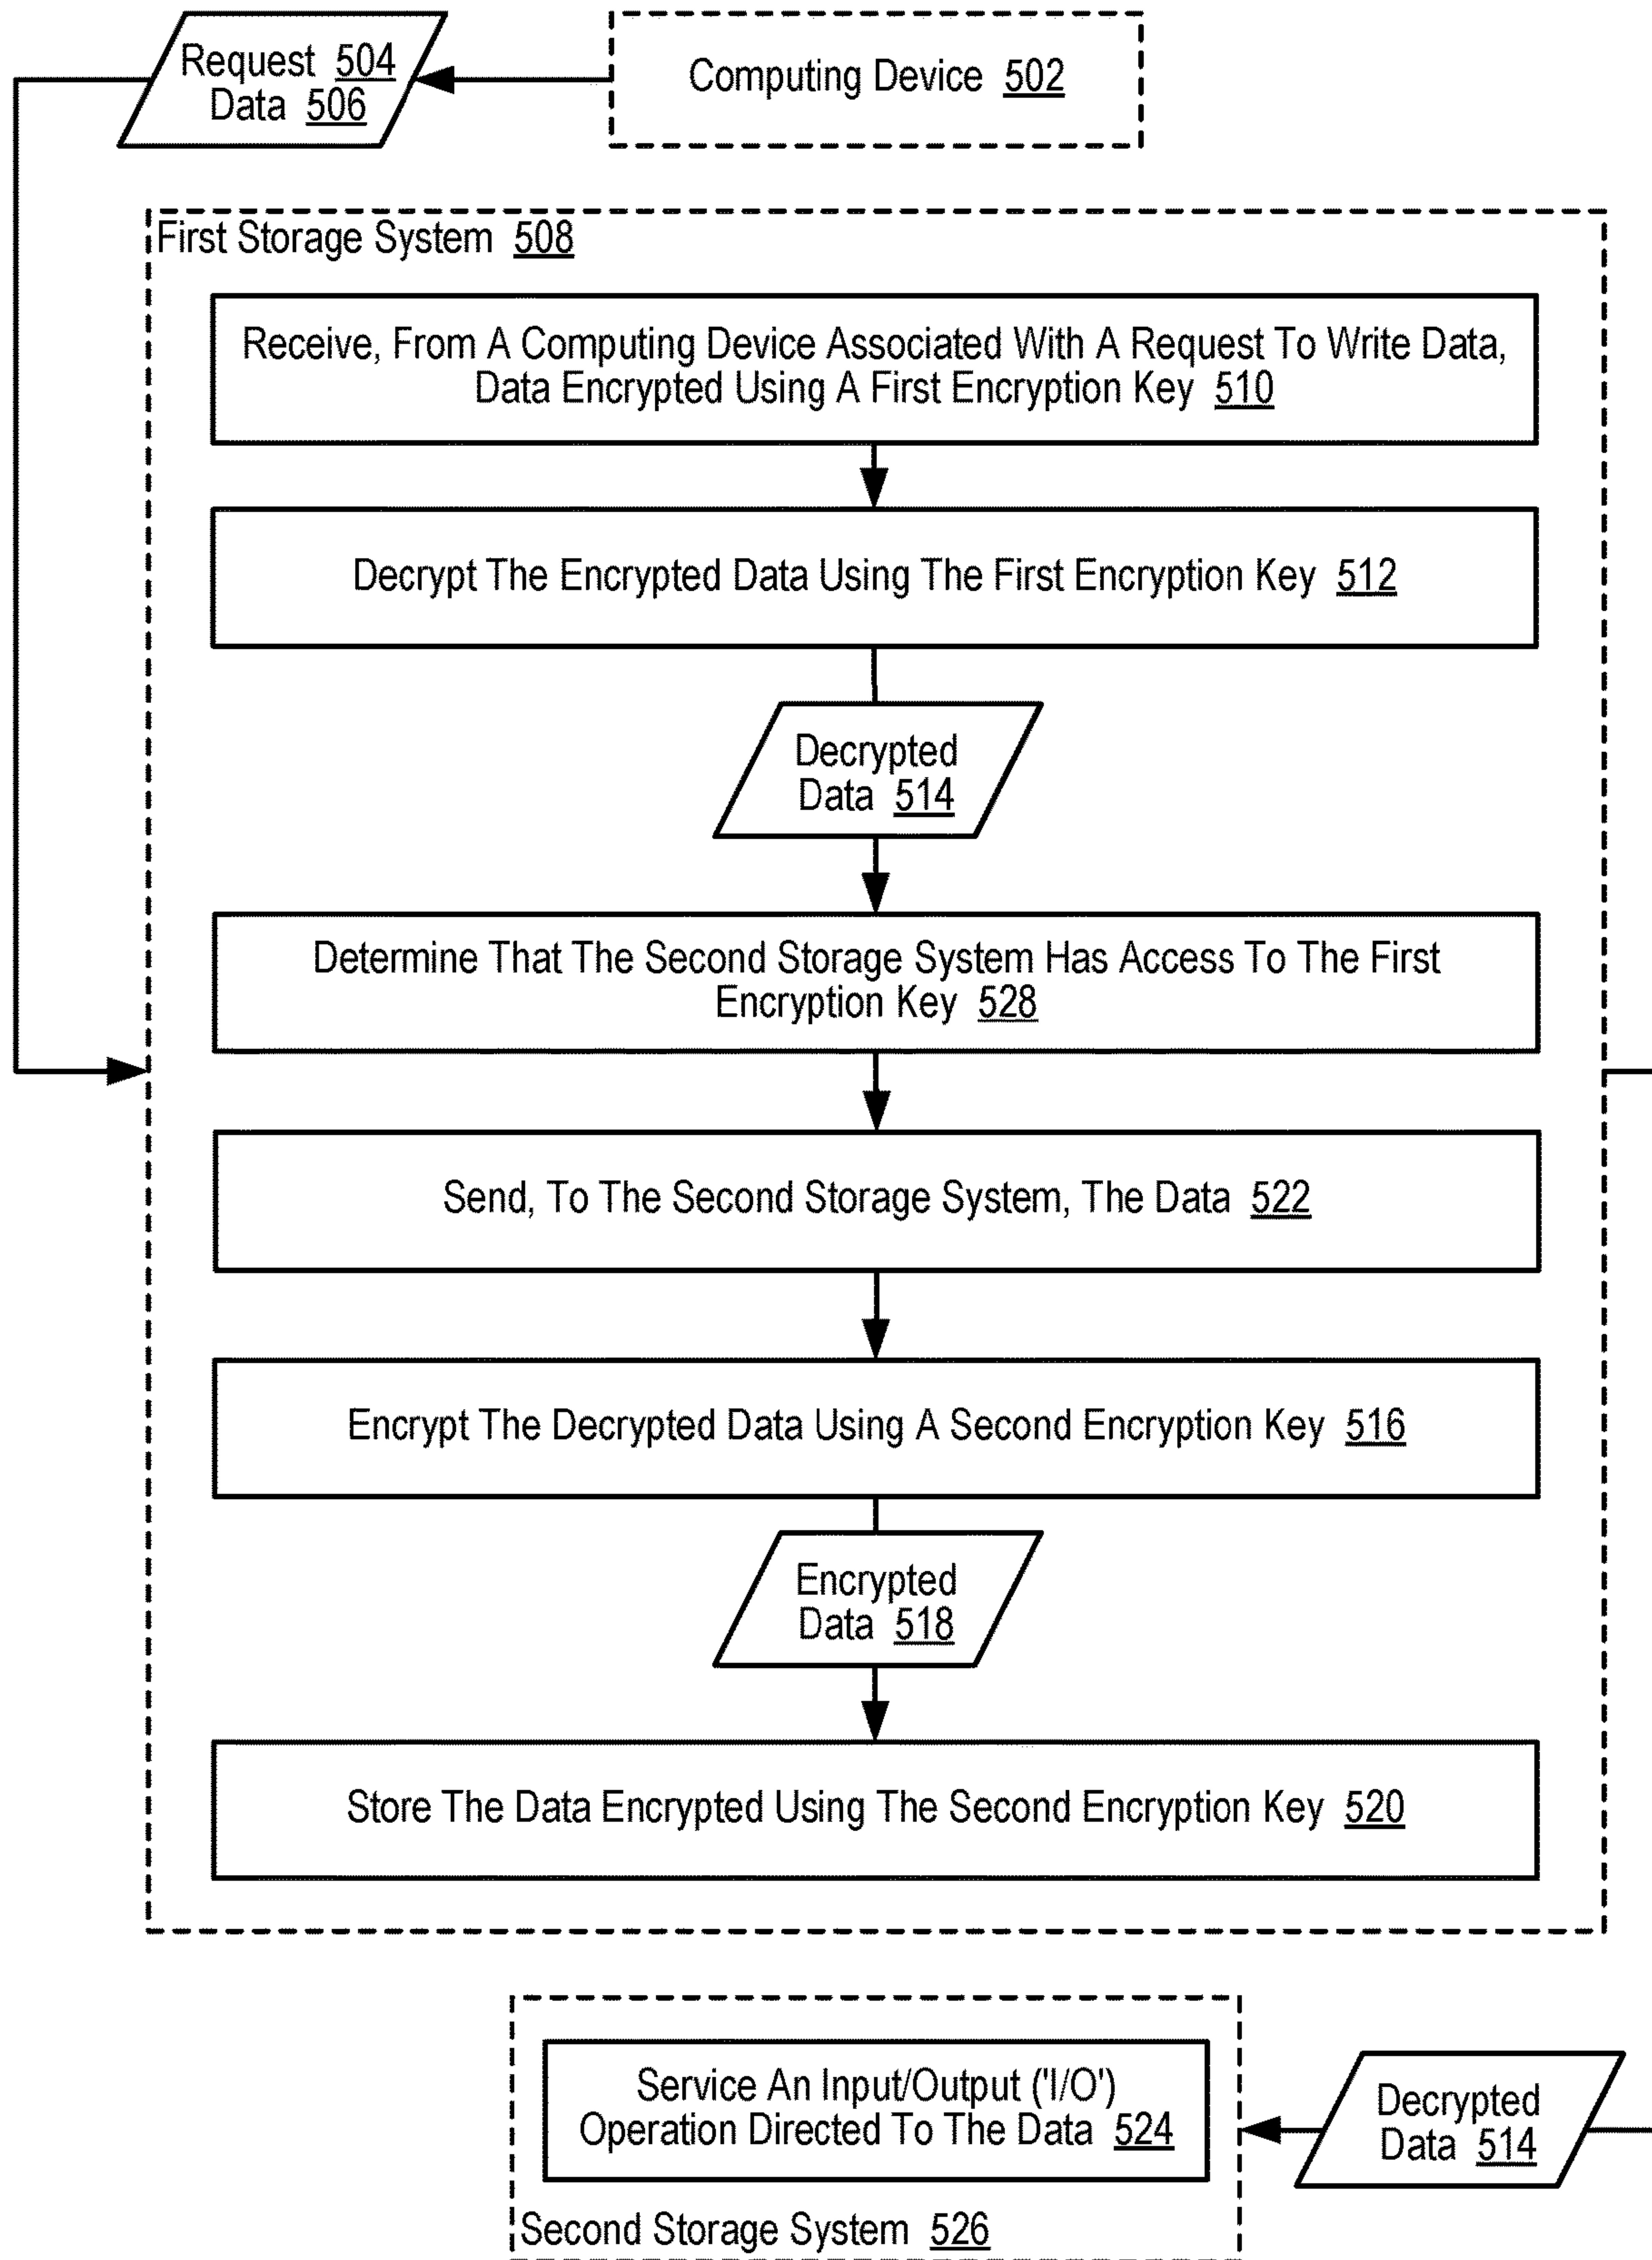 Request 504
Data 506
Computing Device 502
First Storage System 508
Receive, From A Computing Device Associated With A Request To Write Data,
Data Encrypted Using A First Encryption Key 510
Decrypt The Encrypted Data Using The First Encryption Key 512
Decrypted
Data 514
Determine That The Second Storage System Has Access To The First
Encryption Key 528
Send, To The Second Storage System, The Data 522
Encrypt The Decrypted Data Using A Second Encryption Key 516
Encrypted
Data 518
Store The Data Encrypted Using The Second Encryption Key 520
Service An Input/Output ('I/O')
Operation Directed To The Data 524
Second Storage System 526
Decrypted
Data 514